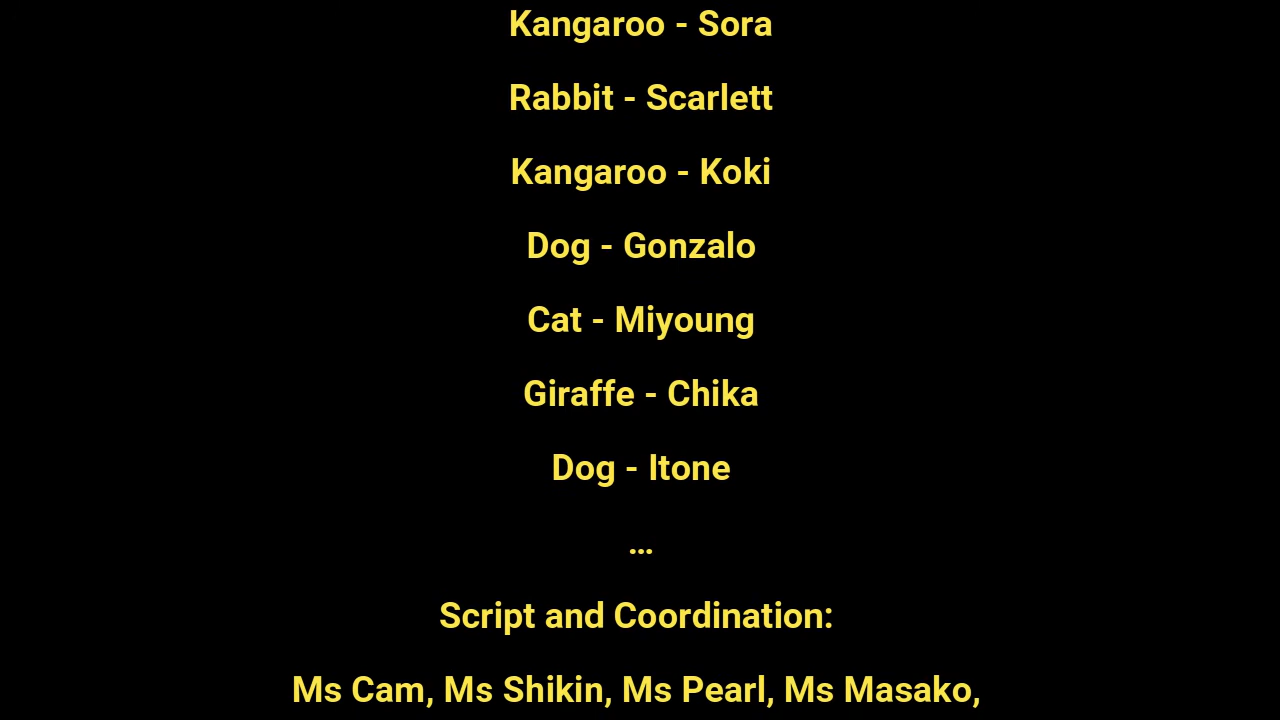 Kangaroo - Sora
Rabbit - Scarlett
Kangaroo - Koki
Dog - Gonzalo
Cat - Miyoung
Giraffe - Chika
Dog - Itone
...
Script and Coordination:
Ms Cam, Ms Shikin, Ms Pearl, Ms Masako,